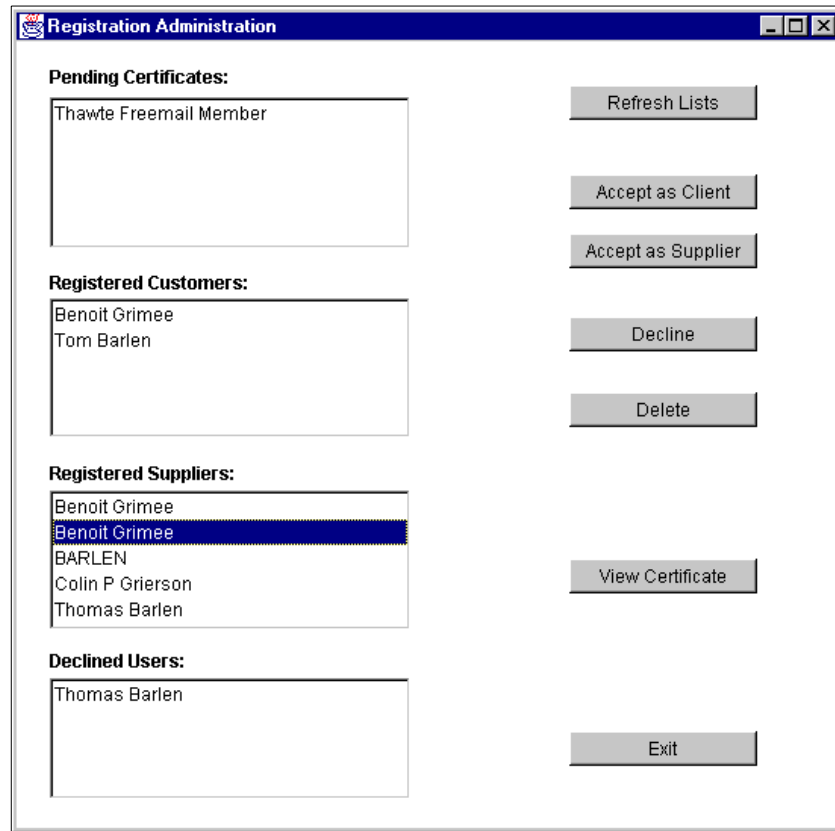 Registration Administration
Pending Certificates:
Thawte Freemail Member
Refresh Lists
Accept as Client
Accept as Supplier
Registered Customers:
Benoit Grimee
Tom Barlen
Decline
Delete
Registered Suppliers:
Benoit Grimee
Benoit Grimee
BARLEN
Colin P Grierson
Thomas Barlen
View Certificate
Declined Users:
Thomas Barlen
Exit